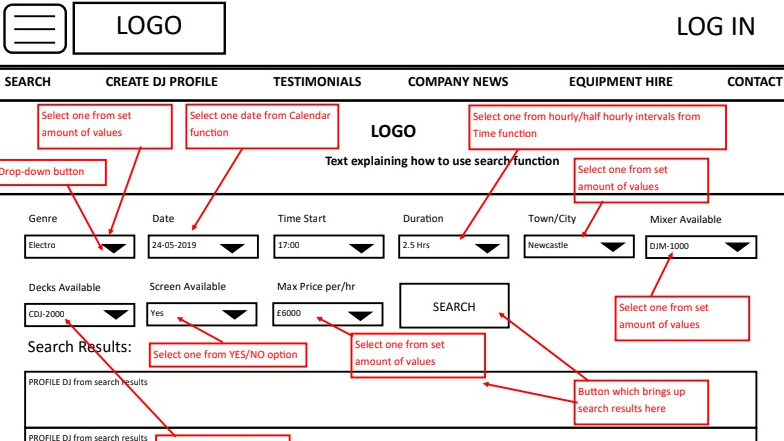 LOGO
LOG IN
SEARCH
CREATE DJ PROFILE
TESTIMONIALS
COMPANY NEWS
EQUIPMENT HIRE
CONTACT
Select one from set
amount of values
Select one date from Calendar
function
LOGO
Select one from hourly/half hourly intervals from
Time function
Text explaining how to use search function
Drop-down button
Select one from set
amount of values
Genre
Date
Time Start
Duration
Town/City
Mixer Available
Electro
24-05-2019
17:00
2.5 Hrs
Newcastle
DJM-1000
Decks Available
Screen Available
Max Price per/hr
CDJ-2000
Yes
£6000
SEARCH
Select one from set
amount of values
Search Results:
Select one from YES/NO option
Select one from set
amount of values
PROFILE DJ from search results
Button which brings up
search results here
PROFILE DJ from search results